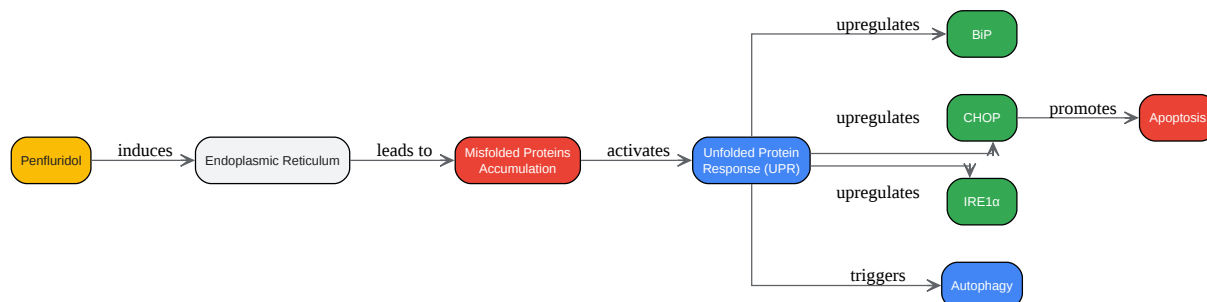 upregulates
BiP
upregulates
CHOP
promotes
Apoptosis
Penfluridol
induces
Endoplasmic Reticulum
leads to
Misfolded Proteins
Accumulation
activates
Unfolded Protein
Response (UPR)
upregulates
IRE1α
triggers
Autophagy